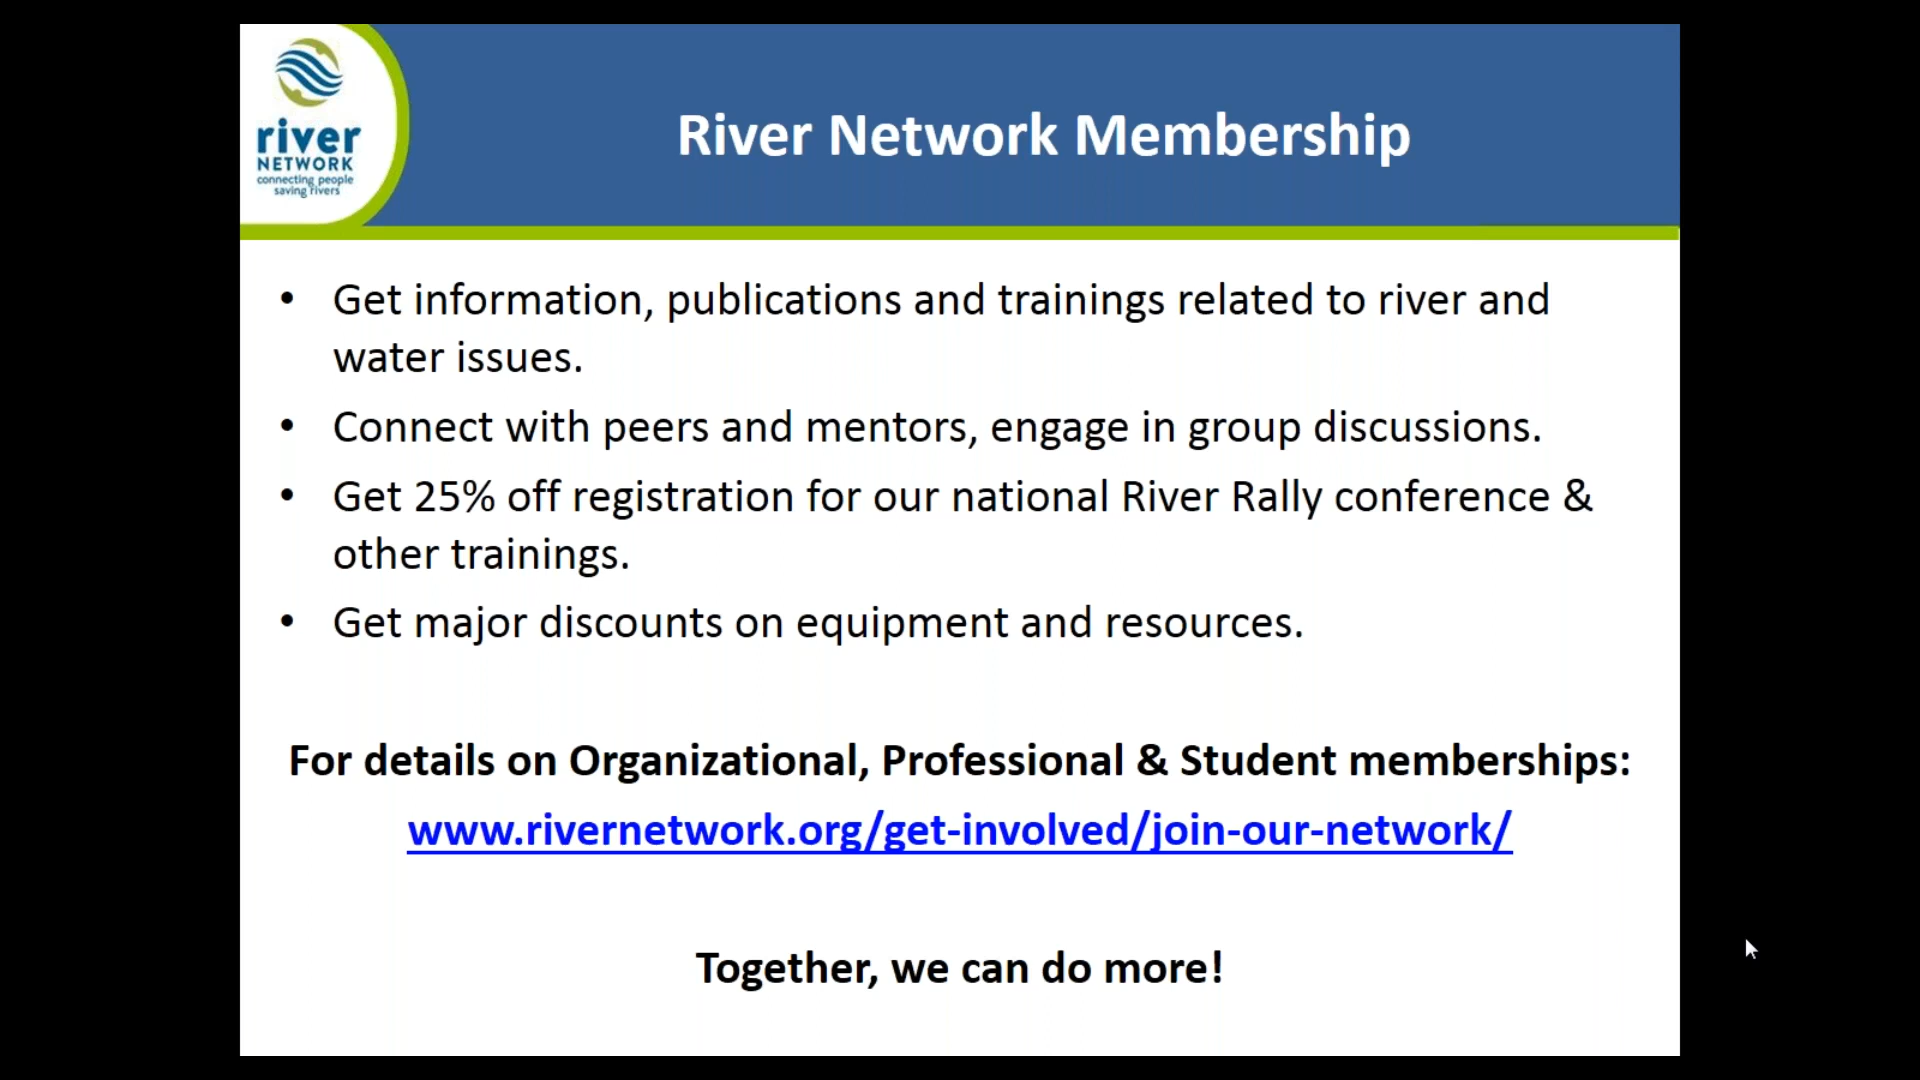 river
NETWORK
connecting people
saving rivers
River Network Membership
• Get information, publications and trainings related to river and
water issues.
• Connect with peers and mentors, engage in group discussions.
• Get 25% off registration for our national River Rally conference &
other trainings.
• Get major discounts on equipment and resources.
For details on Organizational, Professional & Student memberships:
www.rivernetwork.org/get-involved/join-our-network/
Together, we can do more!